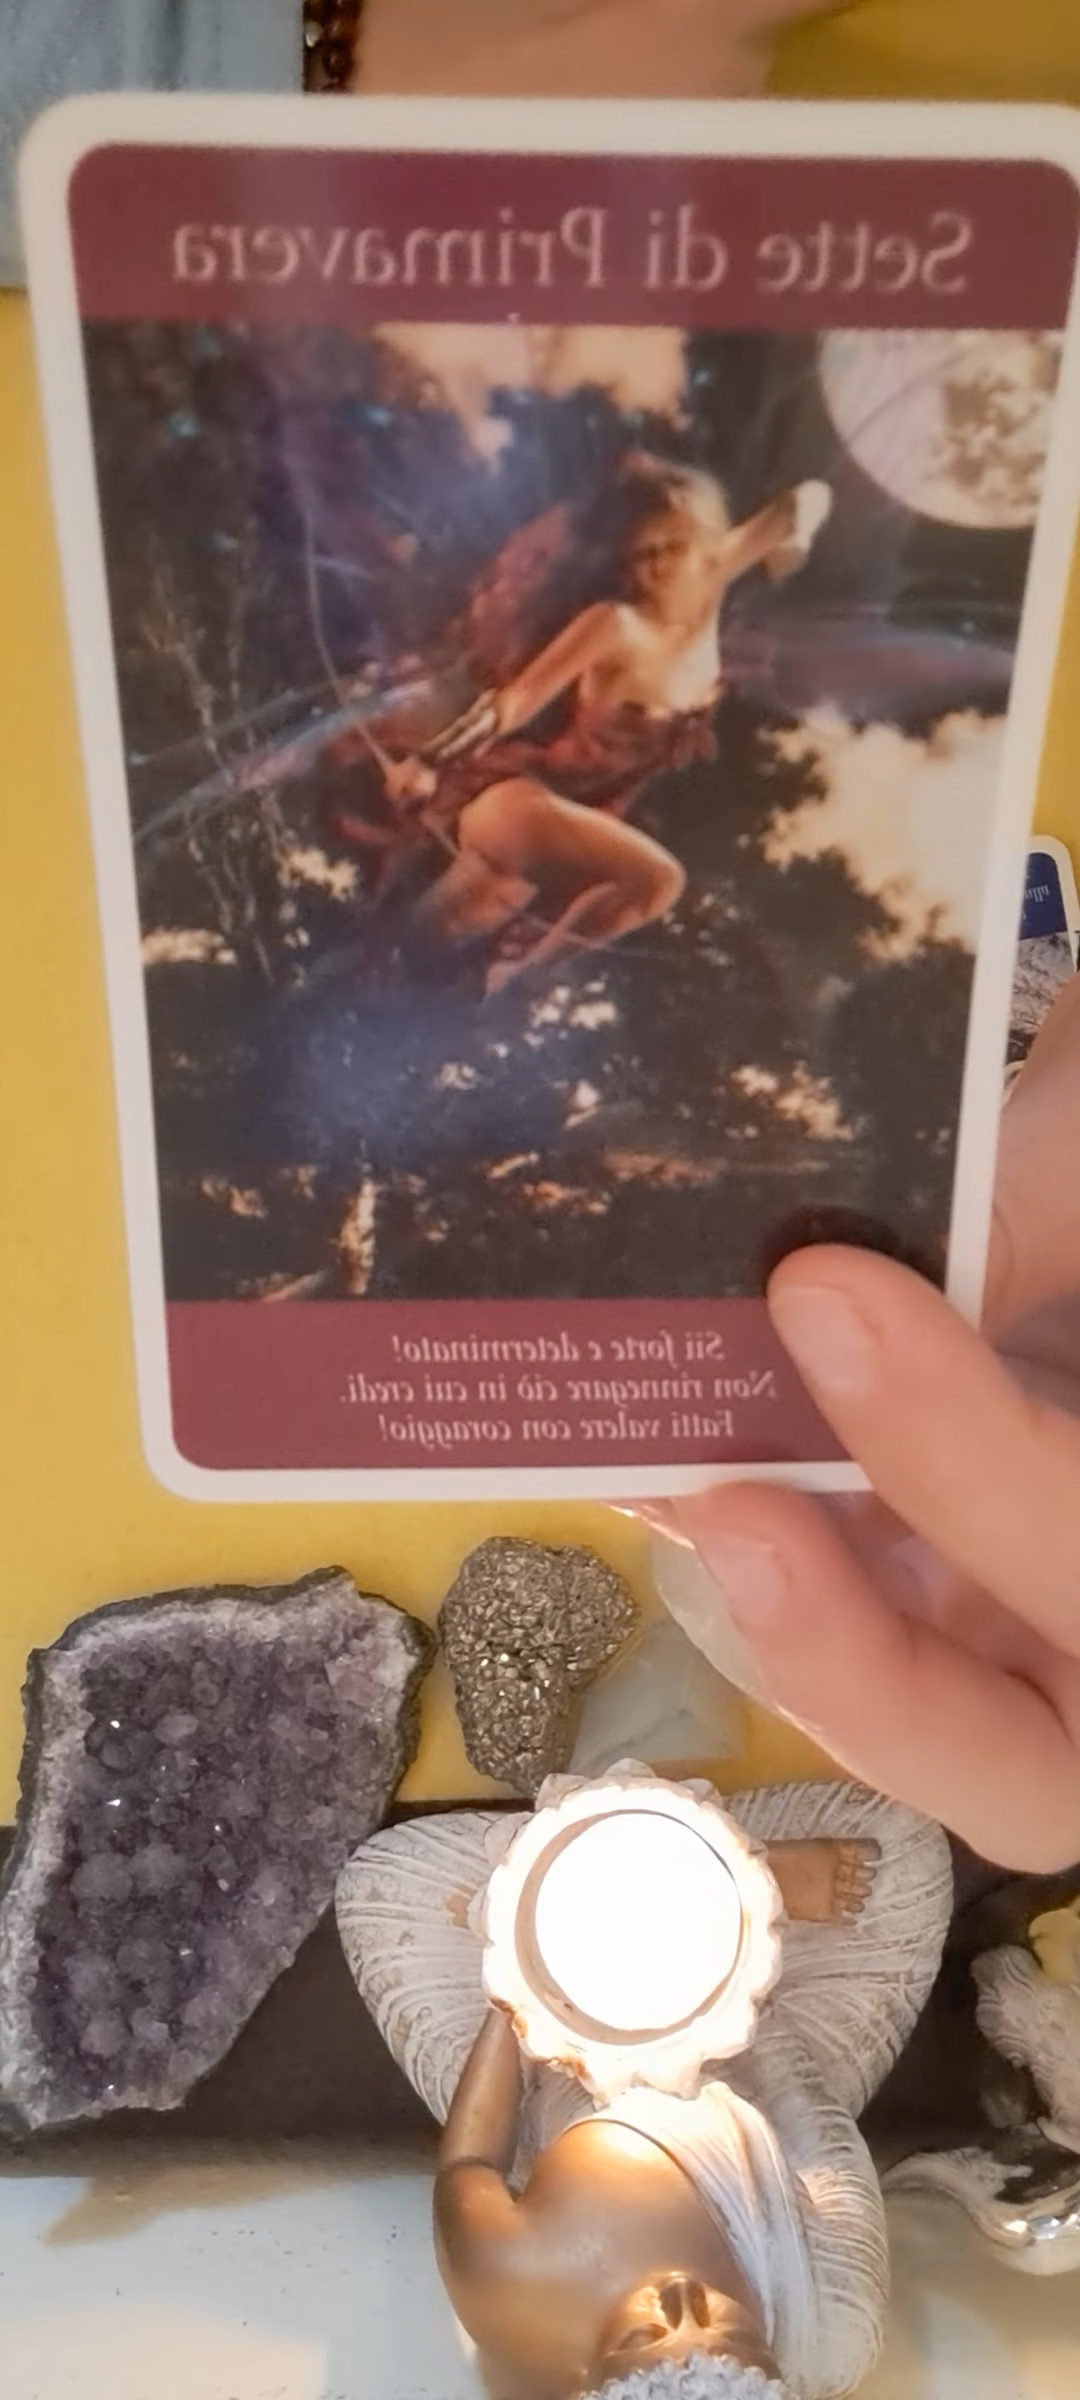 Sette di Primavera
Sii forte e determinato!
Non rinnegare ciò in cui credi.
Fatti valere con coraggio!